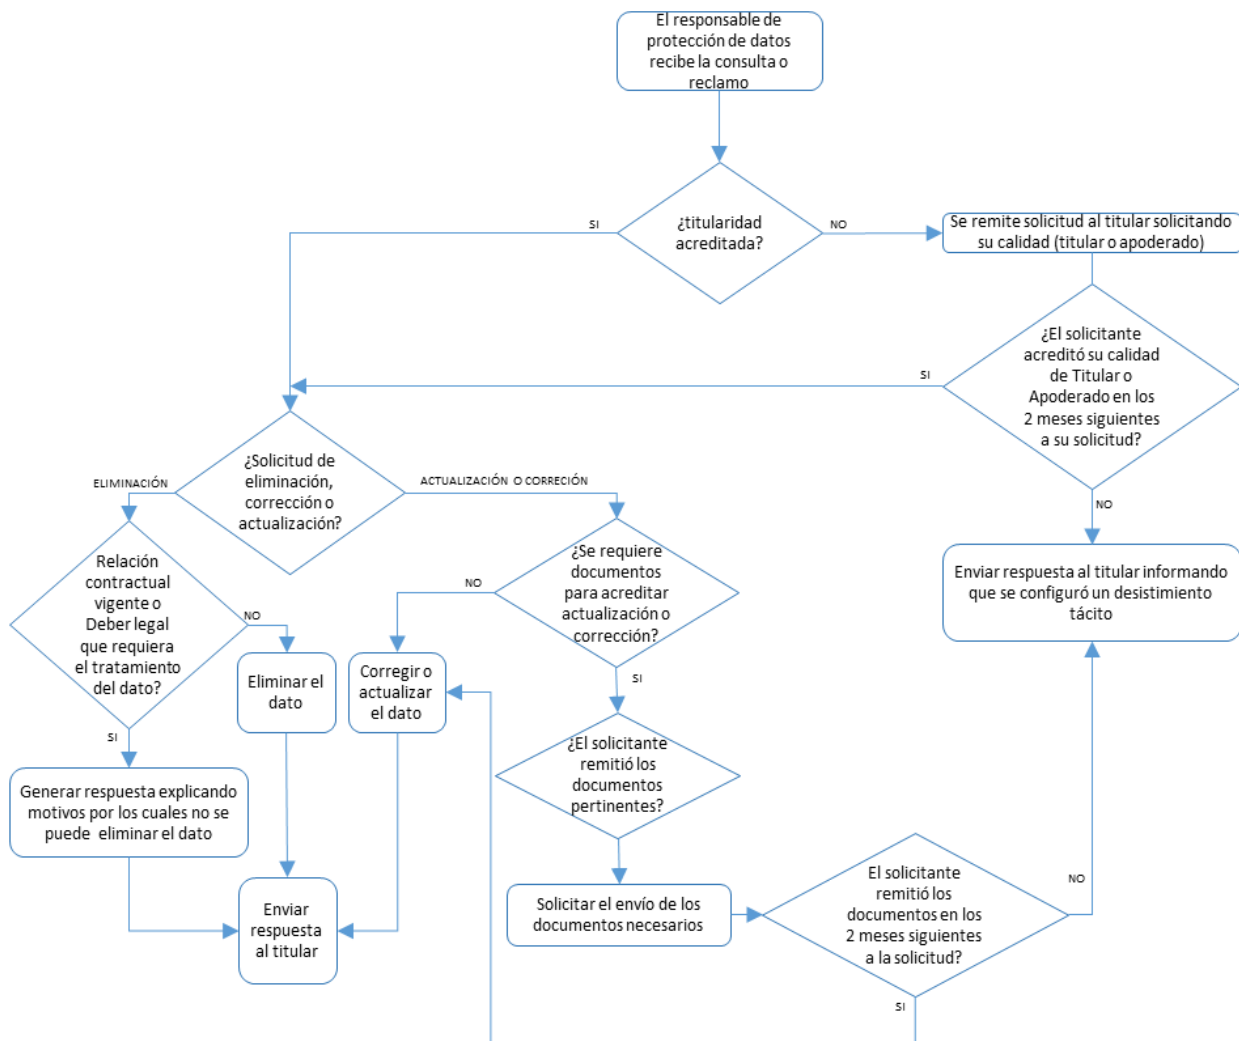 El responsable de
protección de datos
recibe la consulta o
reclamo
¿titularidad
acreditada?
SI
NO
Se remite solicitud al titular solicitando
su calidad (titular o apoderado)
¿El solicitante
acreditó su calidad
de Titular o
Apoderado en los
2 meses siguientes
a su solicitud?
SI
NO
Enviar respuesta al titular informando
que se configuró un desistimiento
tácito
¿Solicitud de
eliminación,
corrección o
actualización?
ELIMINACIÓN
ACTUALIZACIÓN O CORRECIÓN
Relación
contractual
vigente o
Deber legal
que requiera
el tratamiento
del dato?
NO
SI
Eliminar el
dato
Generar respuesta explicando
motivos por los cuales no se
puede eliminar el dato
¿Se requiere
documentos
para acreditar
actualización o
corrección?
NO
SI
Corregir o
actualizar
el dato
¿El solicitante
remitió los
documentos
pertinentes?
Solicitar el envío de los
documentos necesarios
El solicitante
remitió los
documentos en los
2 meses siguientes
a la solicitud?
NO
SI
Enviar
respuesta
al titular